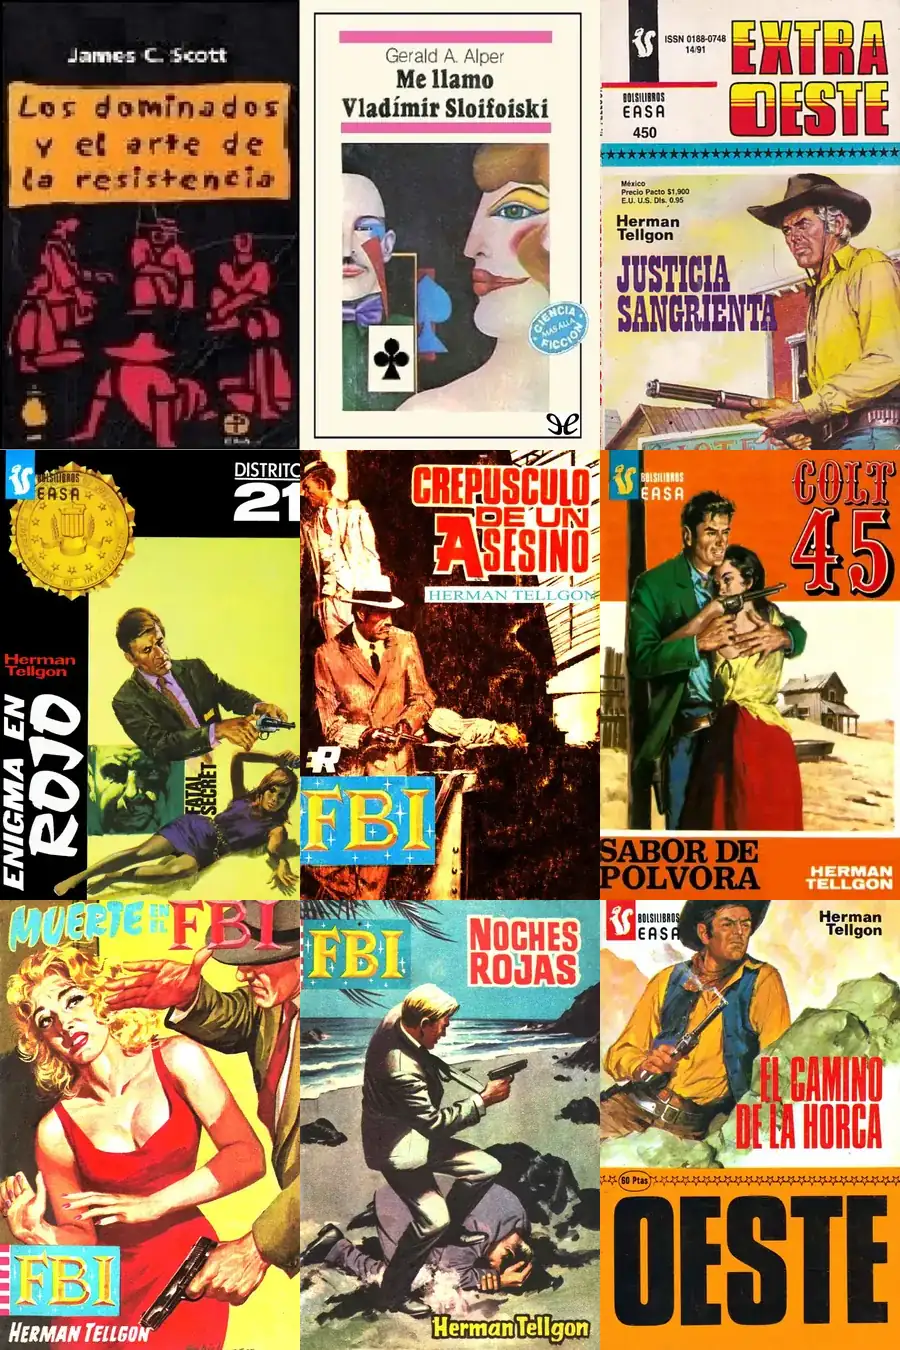 James C. Scott
Los dominados
y el arte de
la resistencia
Gerald A. Alper
Me llamo
Vladímir Sloifoiski
CIENCIA
MÁS ALLÁ
FICCIÓN
ISSN 0188-0748
14/91
EXTRA
OESTE
BOLSILIBROS
EASA
450
México
Precio Pacto $1,900
E.U. U.S. Dls. 0.95
Herman
Tellgon
JUSTICIA
SANGRIENTA
BOLSILIBROS
EASA
DISTRITO
21
Herman
Tellgon
ENIGMA EN
ROJO
FATAL
SECRET
CREPUSCULO
DE UN
ASESINO
HERMAN TELLGON
R
FBI
BOLSILIBROS
EASA
COLT
45
SABOR DE
POLVORA
HERMAN
TELLGON
MUERTE EN
EL FBI
FBI
HERMAN TELLGON
FBI
NOCHES
ROJAS
Herman Tellgon
BOLSILIBROS
EASA
Herman
Tellgon
EL CAMINO
DE LA HORCA
60 Ptas
OESTE